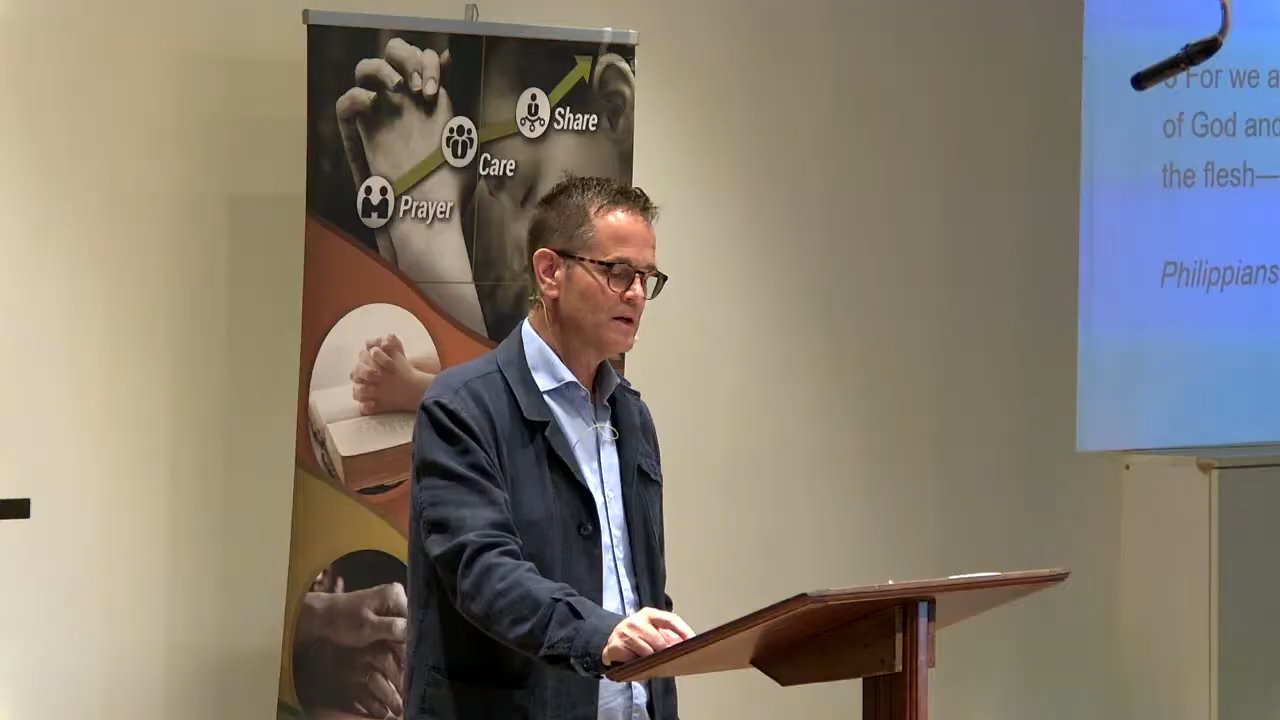 Share
Care
Prayer
For we a
of God and
the flesh—
Philippians